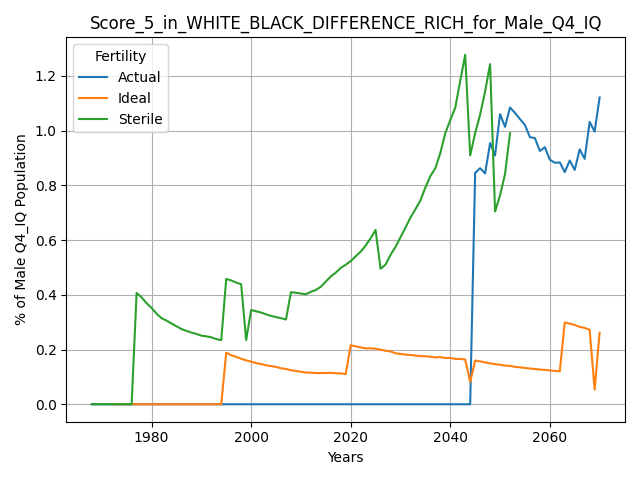 Score_5_in_WHITE_BLACK_DIFFERENCE_RICH_for_Male_Q4_IQ
Fertility
Actual
Ideal
Sterile
% of Male Q4_IQ Population
1.2
1.0
0.8
0.6
0.4
0.2
0.0
1980 2000 2020 2040 2060
Years